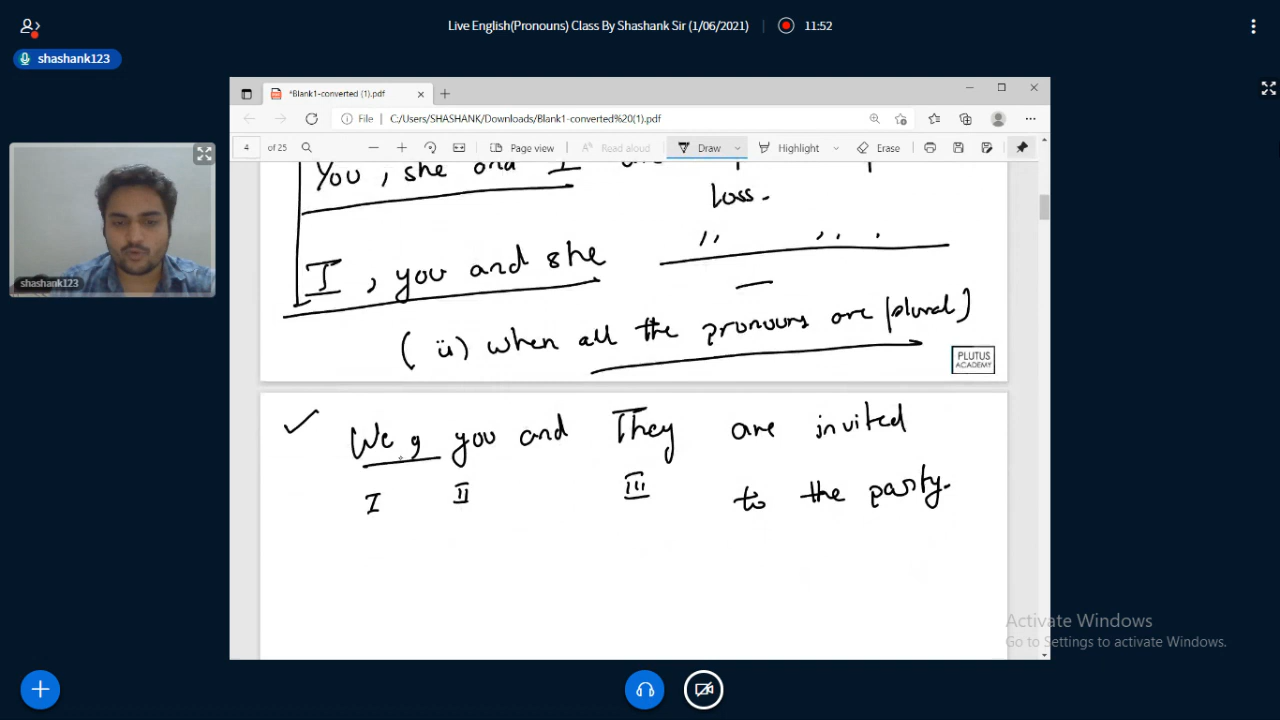 Live English(Pronouns) Class By Shashank Sir (1/06/2021)
11:52
shashank123
*Blank1-converted (1).pdf
File
C:/Users/SHASHANK/Downloads/Blank1-converted%20(1).pdf
4 of 25
Page view
Read aloud
Draw
Highlight
Erase
shashank123
You, she and I
loss.
I, you and she
(ii) when all the pronouns are (plural)
PLUTUS
ACADEMY
We, you and They are invited
I II III to the party.
Activate Windows
Go to Settings to activate Windows.